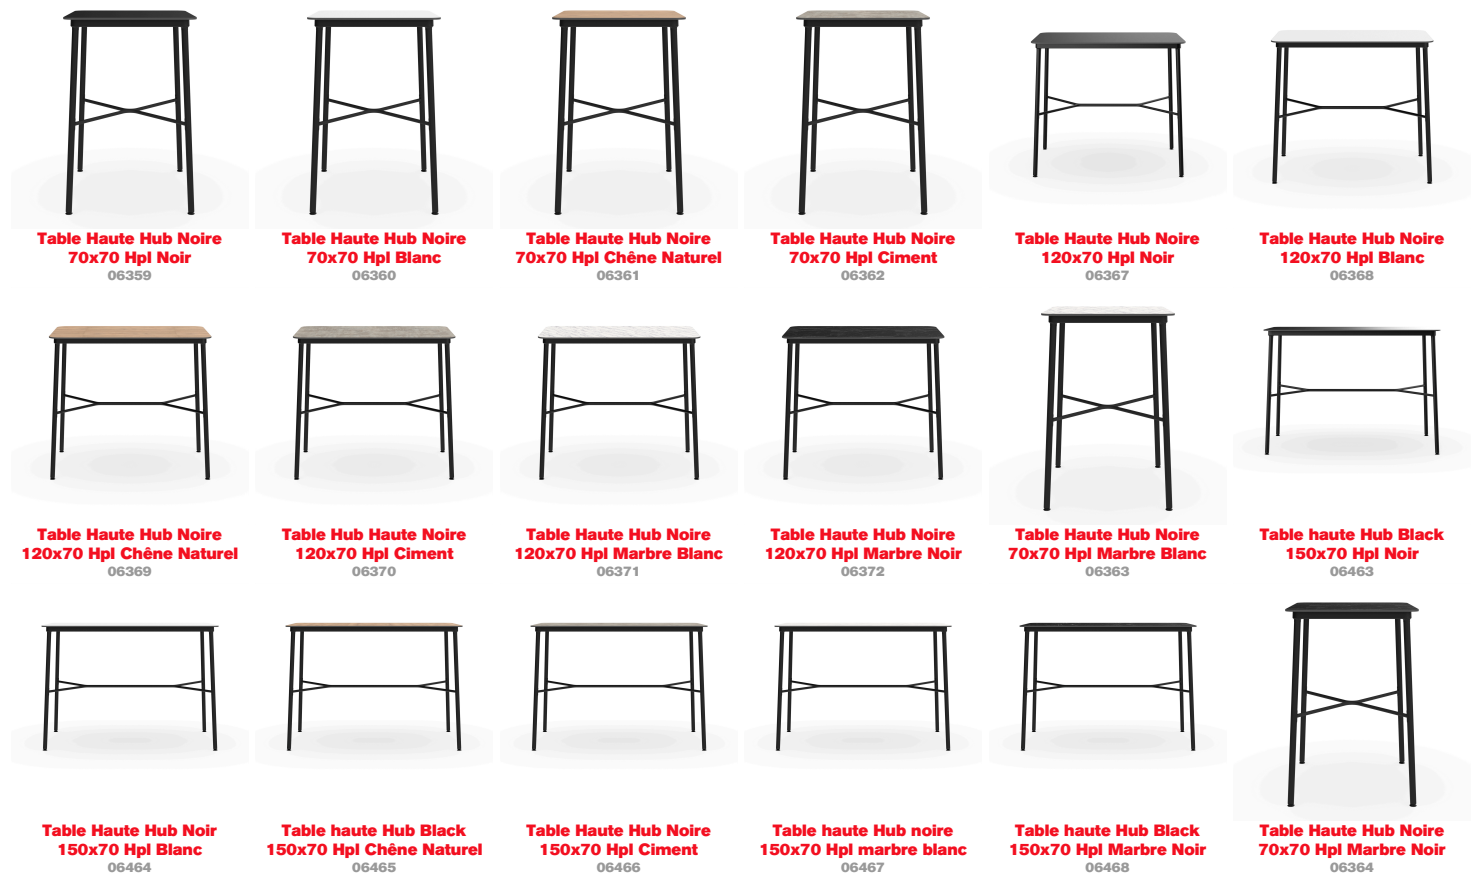 Table Haute Hub Noire
70x70 Hpl Noir
06359
Table Haute Hub Noire
70x70 Hpl Blanc
06360
Table Haute Hub Noire
70x70 Hpl Chêne Naturel
06361
Table Haute Hub Noire
70x70 Hpl Ciment
06362
Table Haute Hub Noire
120x70 Hpl Noir
06367
Table Haute Hub Noire
120x70 Hpl Blanc
06368
Table Haute Hub Noire
120x70 Hpl Chêne Naturel
06369
Table Hub Haute Noire
120x70 Hpl Ciment
06370
Table Haute Hub Noire
120x70 Hpl Marbre Blanc
06371
Table Haute Hub Noire
120x70 Hpl Marbre Noir
06372
Table Haute Hub Noire
70x70 Hpl Marbre Blanc
06363
Table haute Hub Black
150x70 Hpl Noir
06463
Table Haute Hub Noir
150x70 Hpl Blanc
06464
Table haute Hub Black
150x70 Hpl Chêne Naturel
06465
Table Haute Hub Noire
150x70 Hpl Ciment
06466
Table haute Hub noire
150x70 Hpl marbre blanc
06467
Table haute Hub Black
150x70 Hpl Marbre Noir
06468
Table Haute Hub Noire
70x70 Hpl Marbre Noir
06364